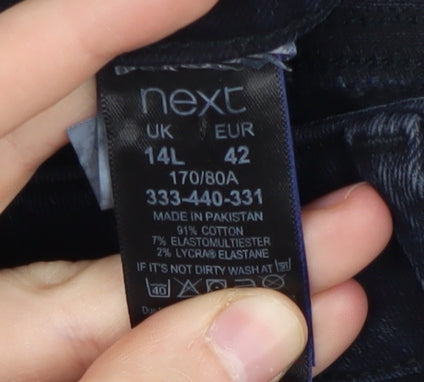 next
UK EUR
14L 42
170/80A
333-440-331
MADE IN PAKISTAN
91% COTTON
7% ELASTOMULTIESTER
2% LYCRA® ELASTANE
IF IT'S NOT DIRTY WASH AT
40